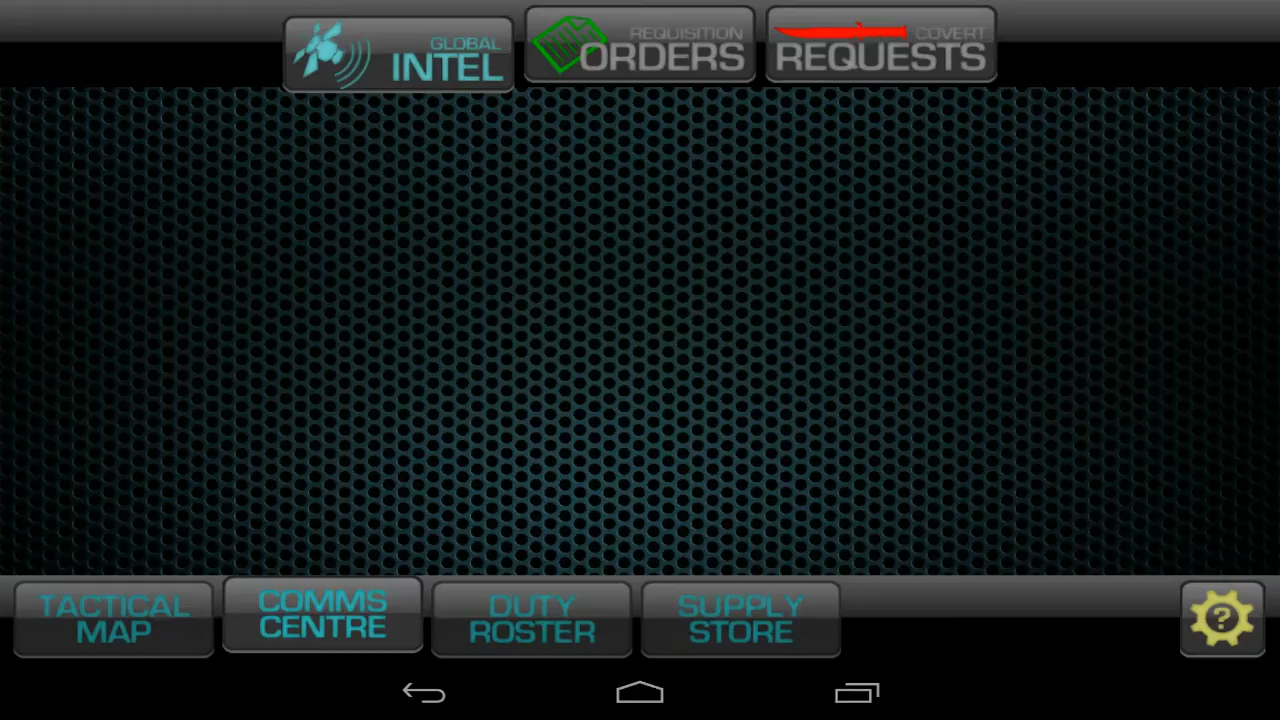 GLOBAL
INTEL
REQUISITION
ORDERS
COVERT
REQUESTS
TACTICAL
MAP
COMMS
CENTRE
DUTY
ROSTER
SUPPLY
STORE
?